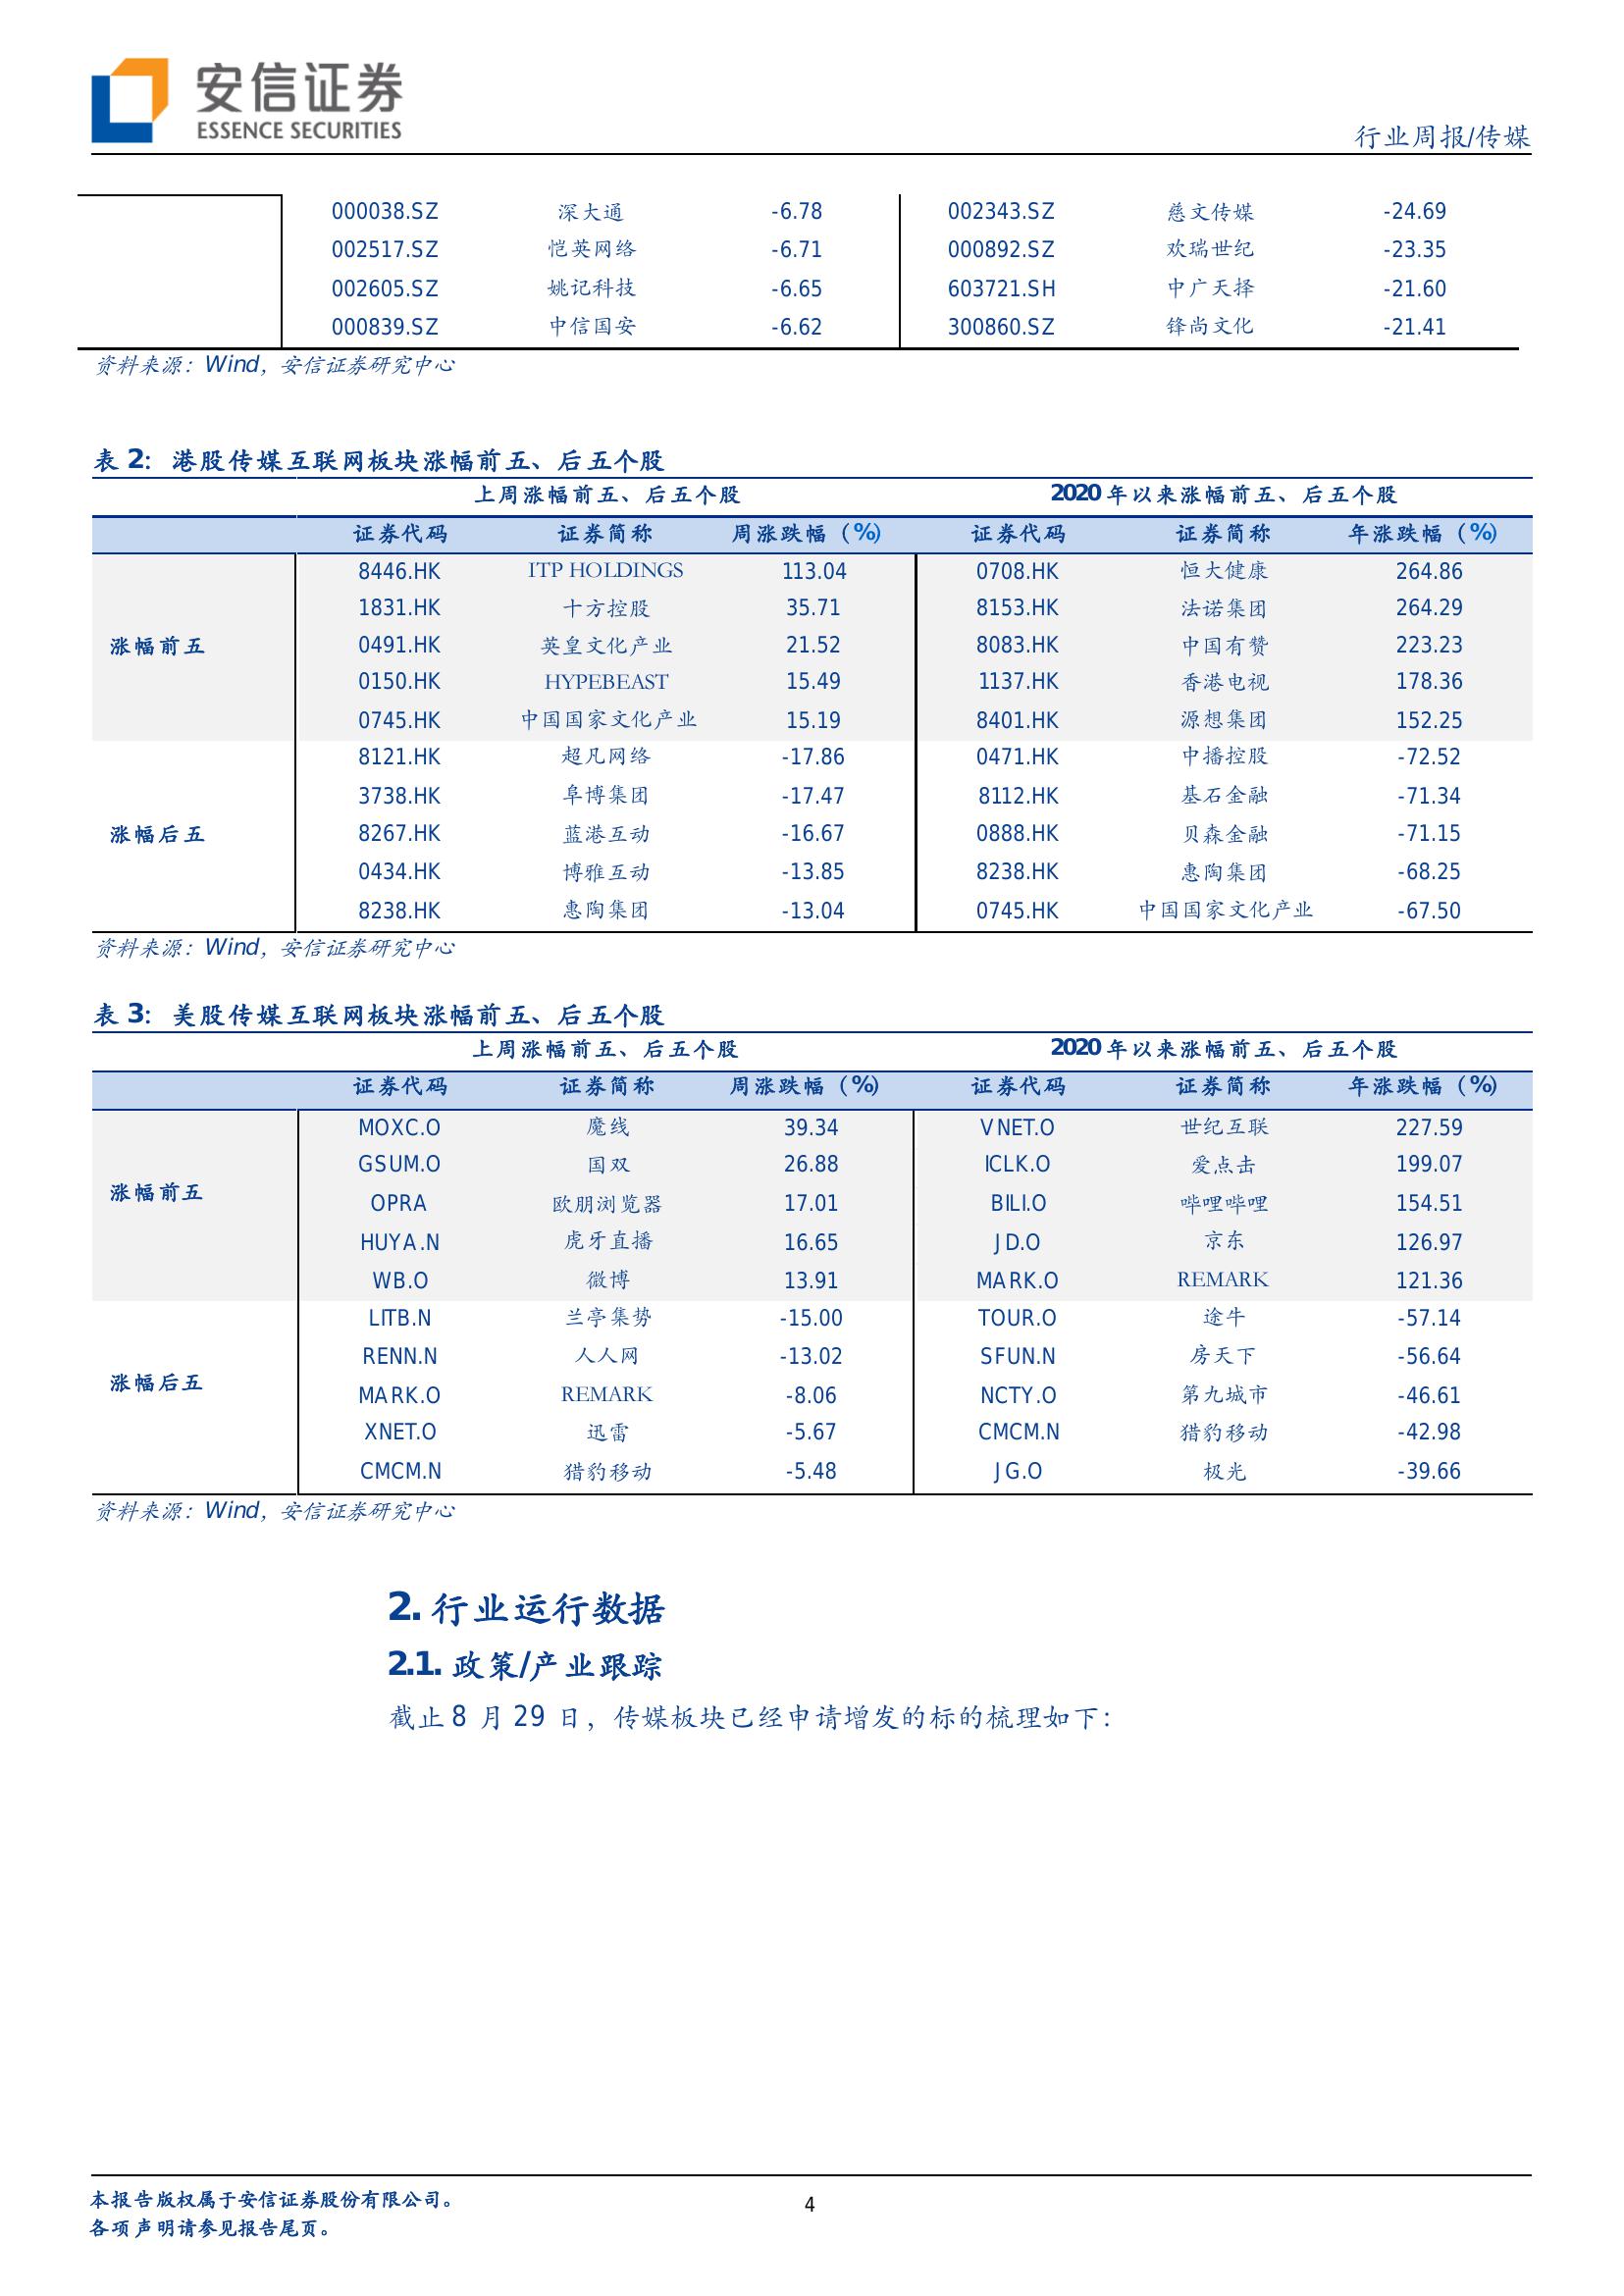 安信证券
ESSENCE SECURITIES
行业周报/传媒
000038.SZ 深大通 -6.78 002343.SZ 慈文传媒 -24.69
002517.SZ 恺英网络 -6.71 000892.SZ 欢瑞世纪 -23.35
002605.SZ 姚记科技 -6.65 603721.SH 中广天择 -21.60
000839.SZ 中信国安 -6.62 300860.SZ 锋尚文化 -21.41
资料来源：Wind，安信证券研究中心
表 2：港股传媒互联网板块涨幅前五、后五个股
上周涨幅前五、后五个股 2020 年以来涨幅前五、后五个股
证券代码 证券简称 周涨跌幅（%） 证券代码 证券简称 年涨跌幅（%）
8446.HK ITP HOLDINGS 113.04 0708.HK 恒大健康 264.86
1831.HK 十方控股 35.71 8153.HK 法诺集团 264.29
涨幅前五 0491.HK 英皇文化产业 21.52 8083.HK 中国有赞 223.23
0150.HK HYPEBEAST 15.49 1137.HK 香港电视 178.36
0745.HK 中国国家文化产业 15.19 8401.HK 源想集团 152.25
8121.HK 超凡网络 -17.86 0471.HK 中播控股 -72.52
3738.HK 阜博集团 -17.47 8112.HK 基石金融 -71.34
涨幅后五 8267.HK 蓝港互动 -16.67 0888.HK 贝森金融 -71.15
0434.HK 博雅互动 -13.85 8238.HK 惠陶集团 -68.25
8238.HK 惠陶集团 -13.04 0745.HK 中国国家文化产业 -67.50
资料来源：Wind，安信证券研究中心
表 3：美股传媒互联网板块涨幅前五、后五个股
上周涨幅前五、后五个股 2020 年以来涨幅前五、后五个股
证券代码 证券简称 周涨跌幅（%） 证券代码 证券简称 年涨跌幅（%）
MOXC.O 魔线 39.34 VNET.O 世纪互联 227.59
GSUM.O 国双 26.88 ICLK.O 爱点击 199.07
涨幅前五 OPRA 欧朋浏览器 17.01 BILI.O 哔哩哔哩 154.51
HUYA.N 虎牙直播 16.65 JD.O 京东 126.97
WB.O 微博 13.91 MARK.O REMARK 121.36
LITB.N 兰亭集势 -15.00 TOUR.O 途牛 -57.14
RENN.N 人人网 -13.02 SFUN.N 房天下 -56.64
涨幅后五 MARK.O REMARK -8.06 NCTY.O 第九城市 -46.61
XNET.O 迅雷 -5.67 CMCM.N 猎豹移动 -42.98
CMCM.N 猎豹移动 -5.48 JG.O 极光 -39.66
资料来源：Wind，安信证券研究中心
2. 行业运行数据
2.1. 政策/产业跟踪
截止 8 月 29 日，传媒板块已经申请增发的标的梳理如下：
本报告版权属于安信证券股份有限公司。
各项声明请参见报告尾页。
4